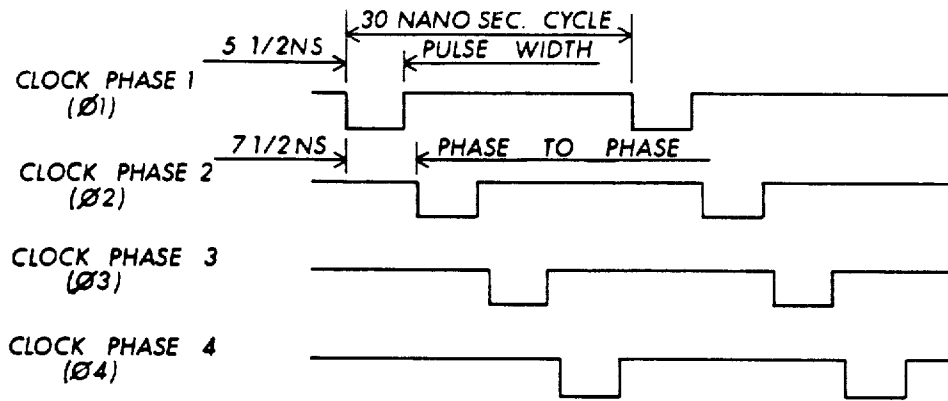 30 NANO SEC. CYCLE
5 1/2NS
PULSE WIDTH
CLOCK PHASE 1
(Ø1)
7 1/2NS
PHASE TO PHASE
CLOCK PHASE 2
(Ø2)
CLOCK PHASE 3
(Ø3)
CLOCK PHASE 4
(Ø4)